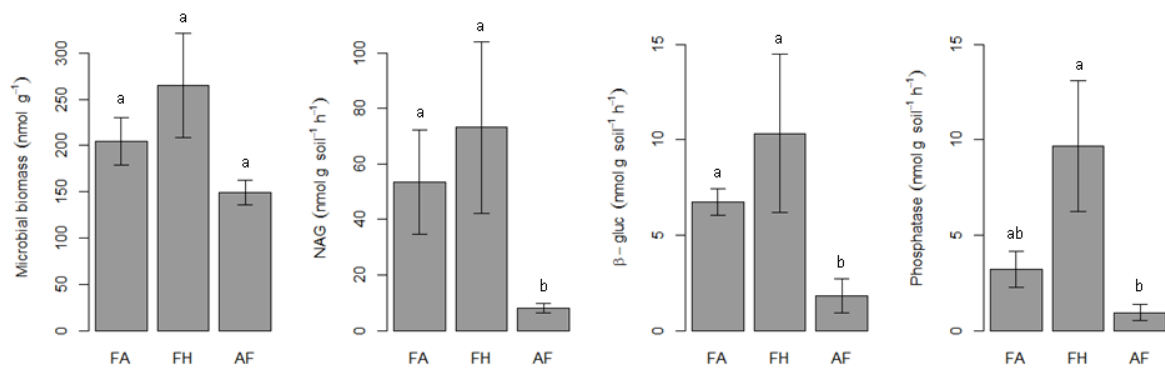 Microbial biomass (nmol g⁻¹)
0 50 100 150 200 250 300
a a a
FA FH AF
NAG (nmol g soil⁻¹ h⁻¹)
0 20 40 60 80 100
a a b
FA FH AF
β − gluc (nmol g soil⁻¹ h⁻¹)
0 5 10 15
a a b
FA FH AF
Phosphatase (nmol g soil⁻¹ h⁻¹)
0 5 10 15
ab a b
FA FH AF